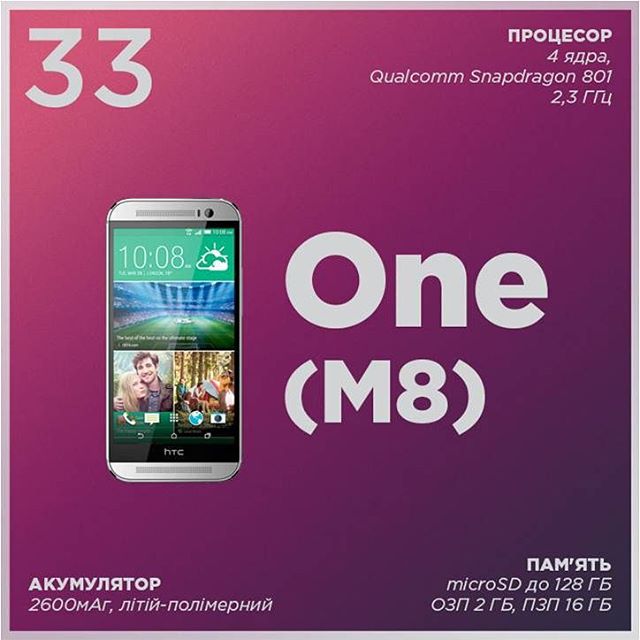 33
ПРОЦЕСОР
4 ядра,
Qualcomm Snapdragon 801
2,3 ГГц
10:08
One
(M8)
hTC
АКУМУЛЯТОР
2600мАг, літій-полімерний
ПАМ'ЯТЬ
microSD до 128 ГБ
ОЗП 2 ГБ, ПЗП 16 ГБ